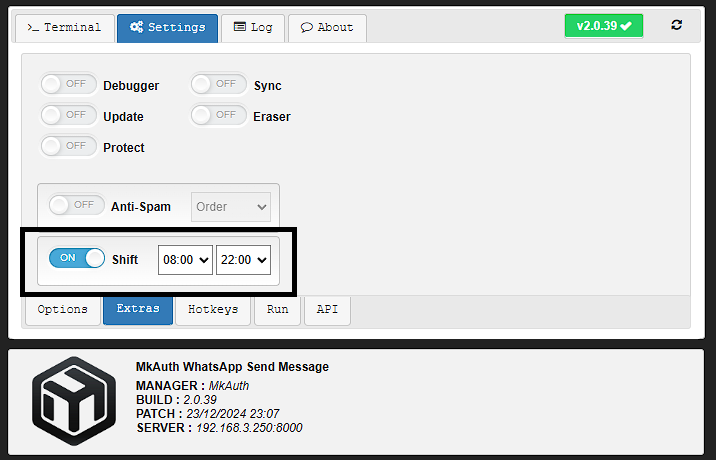 >_ Terminal Settings Log About v2.0.39
OFF Debugger OFF Sync
OFF Update OFF Eraser
OFF Protect
OFF Anti-Spam Order
ON Shift 08:00 22:00
Options Extras Hotkeys Run API
MkAuth WhatsApp Send Message
MANAGER : MkAuth
BUILD : 2.0.39
PATCH : 23/12/2024 23:07
SERVER : 192.168.3.250:8000